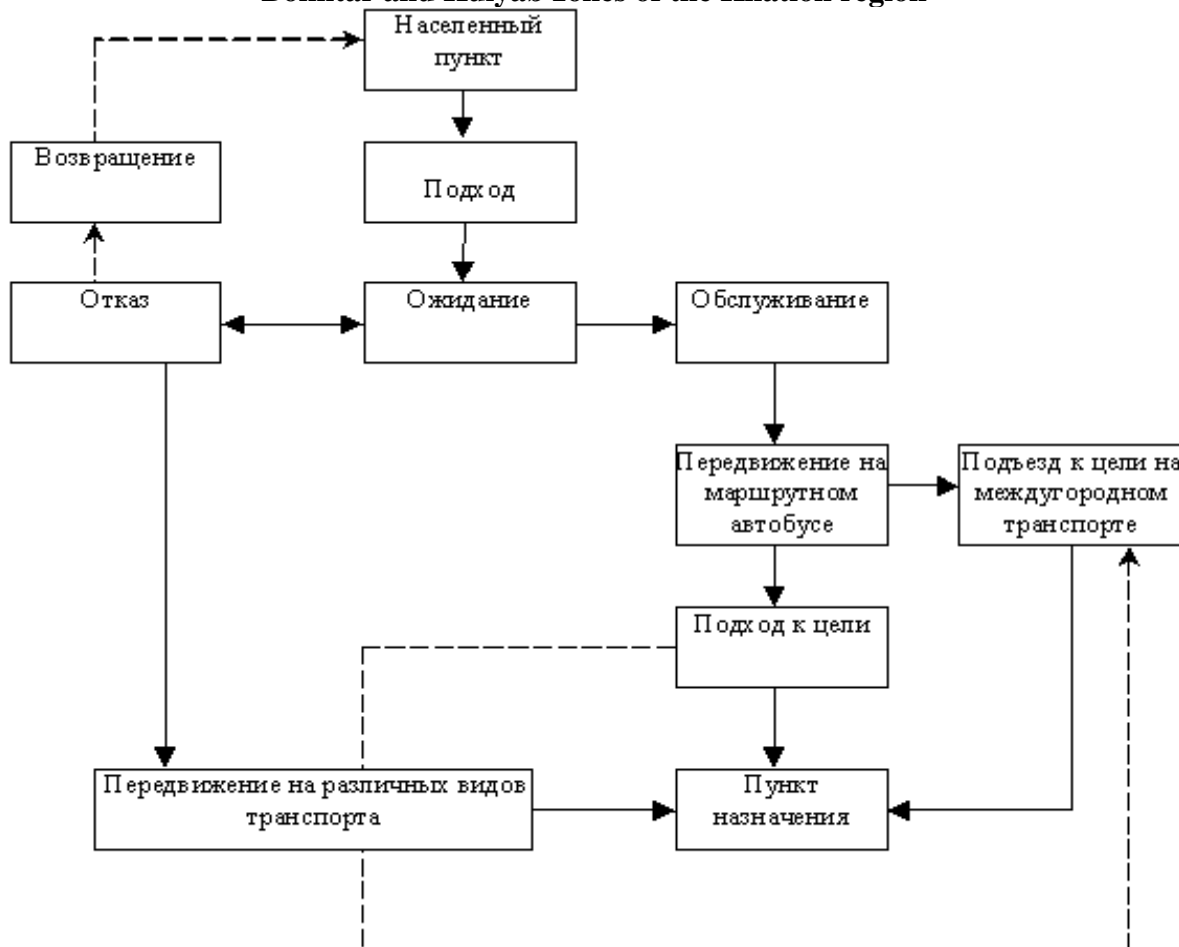 Населенный
пункт
Возвращение
Подход
Отказ
Ожидание
Обслуживание
Передвижение на
маршрутном
автобусе
Подъезд к цели на
междугородном
транспорте
Подход к цели
Передвижение на различных видов
транспорта
Пункт
назначения